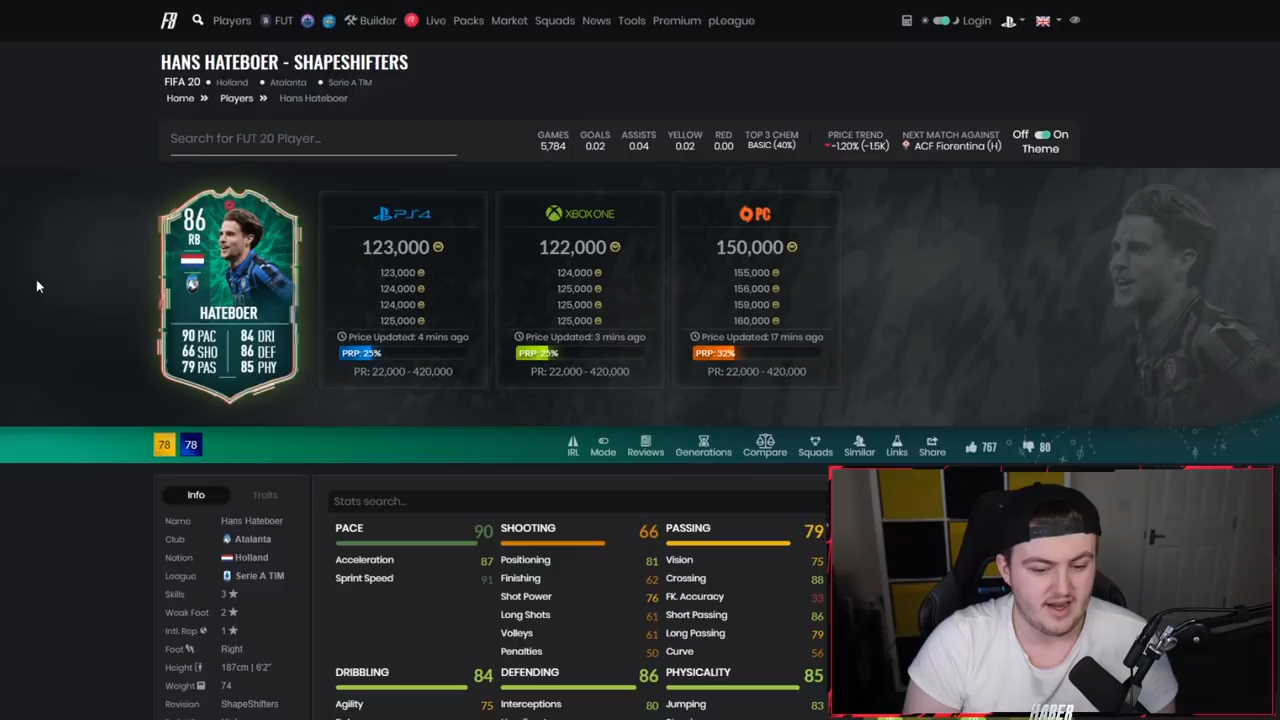 FB Players FUT Builder Live Packs Market Squads News Tools Premium pLeague Login
HANS HATEBOER - SHAPESHIFTERS
FIFA 20 • Holland • Atalanta • Serie A TIM
Home » Players » Hans Hateboer
Search for FUT 20 Player...
GAMES GOALS ASSISTS YELLOW RED TOP 3 CHEM PRICE TREND NEXT MATCH AGAINST Off On
5,784 0.02 0.04 0.02 0.00 BASIC (40%) -1.20% (-1.5K) ACF Fiorentina (H) Theme
86
RB
HATEBOER
90 PAC 84 DRI
66 SHO 86 DEF
79 PAS 85 PHY
PS4
123,000
123,000
124,000
124,000
125,000
Price Updated: 4 mins ago
PRP: 25%
PR: 22,000 - 420,000
XBOX ONE
122,000
124,000
125,000
125,000
125,000
Price Updated: 3 mins ago
PRP: 25%
PR: 22,000 - 420,000
PC
150,000
155,000
156,000
159,000
160,000
Price Updated: 17 mins ago
PRP: 32%
PR: 22,000 - 420,000
78 78
IRL Mode Reviews Generations Compare Squads Similar Links Share 767 80
Info Traits
Name Hans Hateboer
Club Atalanta
Nation Holland
League Serie A TIM
Skills 3★
Weak Foot 2★
Intl. Rep 1★
Foot Right
Height 187cm | 6'2"
Weight 74
Revision ShapeShifters
Stats search...
PACE 90
Acceleration 87
Sprint Speed 91
SHOOTING 66
Positioning 81
Finishing 62
Shot Power 76
Long Shots 61
Volleys 61
Penalties 50
PASSING 79
Vision 75
Crossing 88
FK. Accuracy 33
Short Passing 86
Long Passing 79
Curve 56
DRIBBLING 84
Agility 75
DEFENDING 86
Interceptions 80
PHYSICALITY 85
Jumping 83
HABER